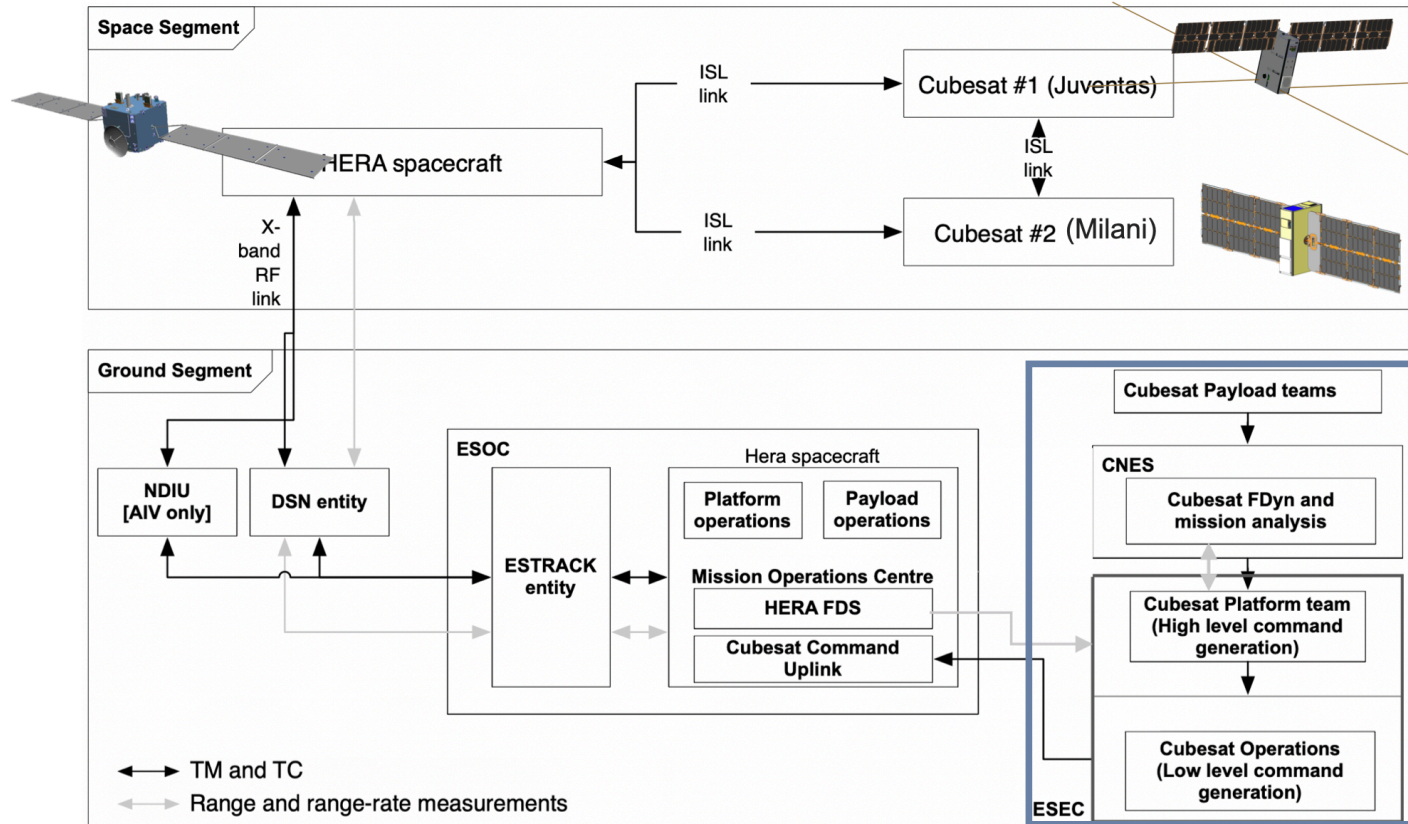 Space Segment
ISL
link
Cubesat #1 (Juventas)
HERA spacecraft
ISL
link
ISL
link
Cubesat #2 (Milani)
X-
band
RF
link
Ground Segment
Cubesat Payload teams
ESOC
Hera spacecraft
CNES
NDIU
[AIV only]
DSN entity
Platform
operations
Payload
operations
Cubesat FDyn and
mission analysis
ESTRACK
entity
Mission Operations Centre
HERA FDS
Cubesat Command
Uplink
Cubesat Platform team
(High level command
generation)
Cubesat Operations
(Low level command
generation)
ESEC
TM and TC
Range and range-rate measurements